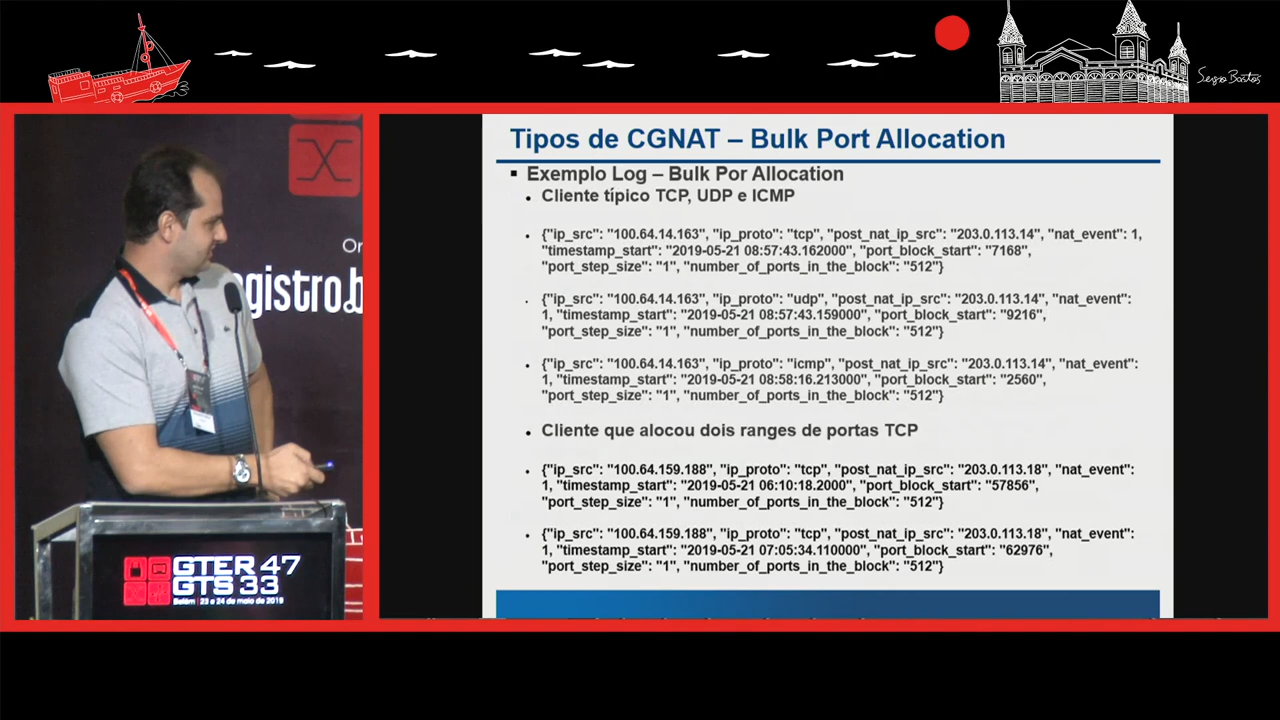 Sergio Bastos
Or
gistro.b
GTER 47
GTS 33
Belém | 23 e 24 de maio de 2019
Tipos de CGNAT – Bulk Port Allocation
Exemplo Log – Bulk Por Allocation
Cliente típico TCP, UDP e ICMP
{"ip_src": "100.64.14.163", "ip_proto": "tcp", "post_nat_ip_src": "203.0.113.14", "nat_event": 1,
"timestamp_start": "2019-05-21 08:57:43.162000", "port_block_start": "7168",
"port_step_size": "1", "number_of_ports_in_the_block": "512"}
{"ip_src": "100.64.14.163", "ip_proto": "udp", "post_nat_ip_src": "203.0.113.14", "nat_event":
1, "timestamp_start": "2019-05-21 08:57:43.159000", "port_block_start": "9216",
"port_step_size": "1", "number_of_ports_in_the_block": "512"}
{"ip_src": "100.64.14.163", "ip_proto": "icmp", "post_nat_ip_src": "203.0.113.14", "nat_event":
1, "timestamp_start": "2019-05-21 08:58:16.213000", "port_block_start": "2560",
"port_step_size": "1", "number_of_ports_in_the_block": "512"}
Cliente que alocou dois ranges de portas TCP
{"ip_src": "100.64.159.188", "ip_proto": "tcp", "post_nat_ip_src": "203.0.113.18", "nat_event":
1, "timestamp_start": "2019-05-21 06:10:18.2000", "port_block_start": "57856",
"port_step_size": "1", "number_of_ports_in_the_block": "512"}
{"ip_src": "100.64.159.188", "ip_proto": "tcp", "post_nat_ip_src": "203.0.113.18", "nat_event":
1, "timestamp_start": "2019-05-21 07:05:34.110000", "port_block_start": "62976",
"port_step_size": "1", "number_of_ports_in_the_block": "512"}